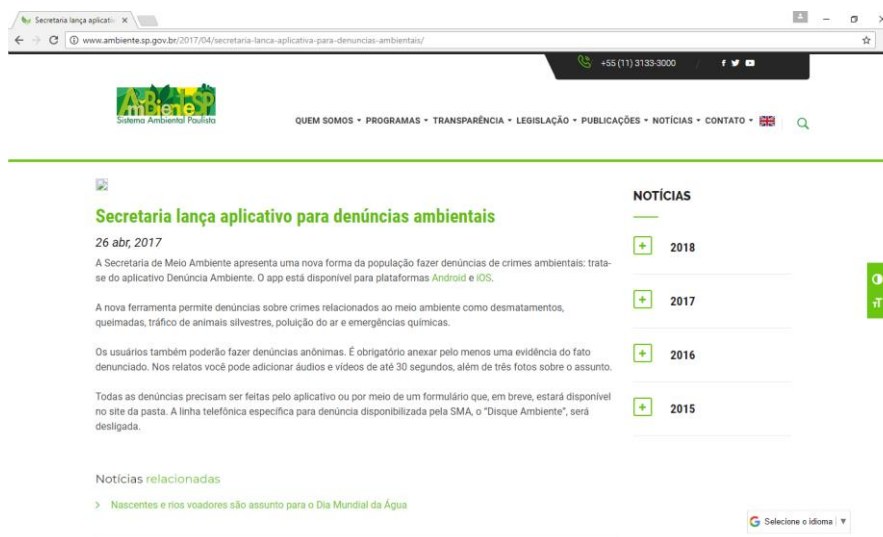 Secretaria lança aplicati
www.ambiente.sp.gov.br/2017/04/secretaria-lanca-aplicativa-para-denuncias-ambientais/
+55 (11) 3133-3000
AmBienteSP
Sistema Ambiental Paulista
QUEM SOMOS PROGRAMAS TRANSPARÊNCIA LEGISLAÇÃO PUBLICAÇÕES NOTÍCIAS CONTATO
Secretaria lança aplicativo para denúncias ambientais
26 abr, 2017
A Secretaria de Meio Ambiente apresenta uma nova forma da população fazer denúncias de crimes ambientais: trata-
se do aplicativo Denúncia Ambiente. O app está disponível para plataformas Android e iOS.
A nova ferramenta permite denúncias sobre crimes relacionados ao meio ambiente como desmatamentos,
queimadas, tráfico de animais silvestres, poluição do ar e emergências químicas.
Os usuários também poderão fazer denúncias anônimas. É obrigatório anexar pelo menos uma evidência do fato
denunciado. Nos relatos você pode adicionar áudios e vídeos de até 30 segundos, além de três fotos sobre o assunto.
Todas as denúncias precisam ser feitas pelo aplicativo ou por meio de um formulário que, em breve, estará disponível
no site da pasta. A linha telefônica específica para denúncia disponibilizada pela SMA, o “Disque Ambiente”, será
desligada.
Notícias relacionadas
Nascentes e rios voadores são assunto para o Dia Mundial da Água
NOTÍCIAS
2018
2017
2016
2015
Selecione o idioma